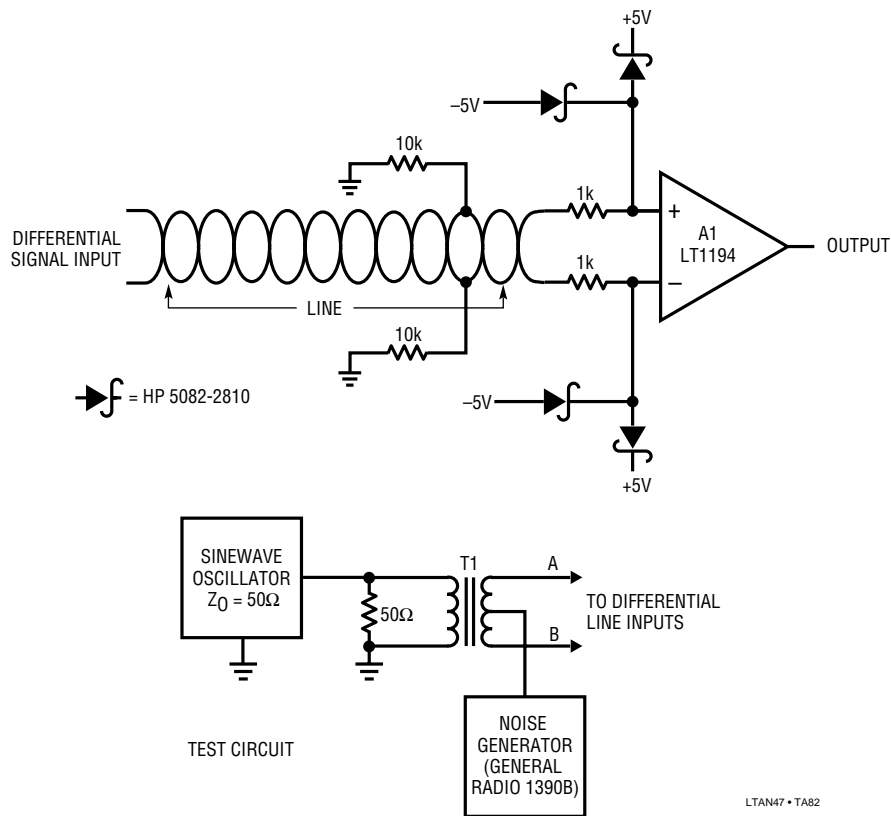 +5V
–5V
10k
1k
DIFFERENTIAL
SIGNAL INPUT
+
A1
LT1194
–
OUTPUT
1k
LINE
10k
= HP 5082-2810
–5V
+5V
SINEWAVE
OSCILLATOR
ZO = 50Ω
50Ω
T1
A
TO DIFFERENTIAL
LINE INPUTS
B
TEST CIRCUIT
NOISE
GENERATOR
(GENERAL
RADIO 1390B)
LTAN47 • TA82